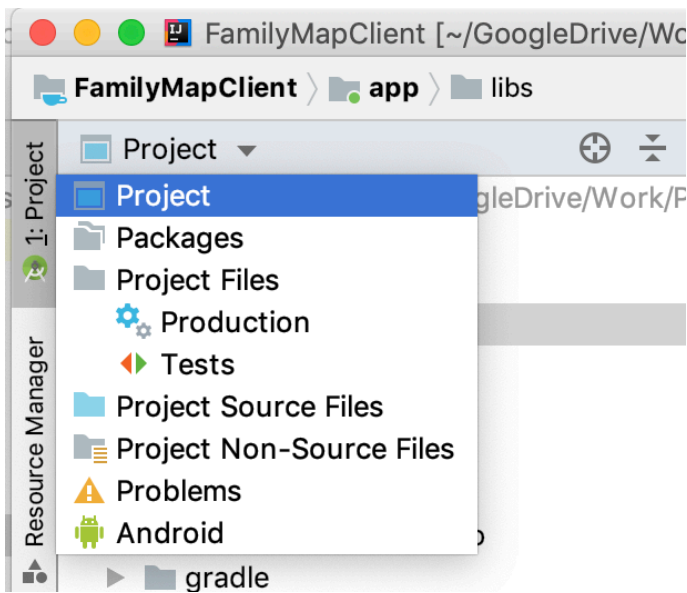 FamilyMapClient [~/GoogleDrive/Wo
FamilyMapClient app libs
Project
1: Project
Project
gleDrive/Work/P
Packages
Project Files
Production
Tests
Project Source Files
Project Non-Source Files
Problems
Android
Resource Manager
gradle